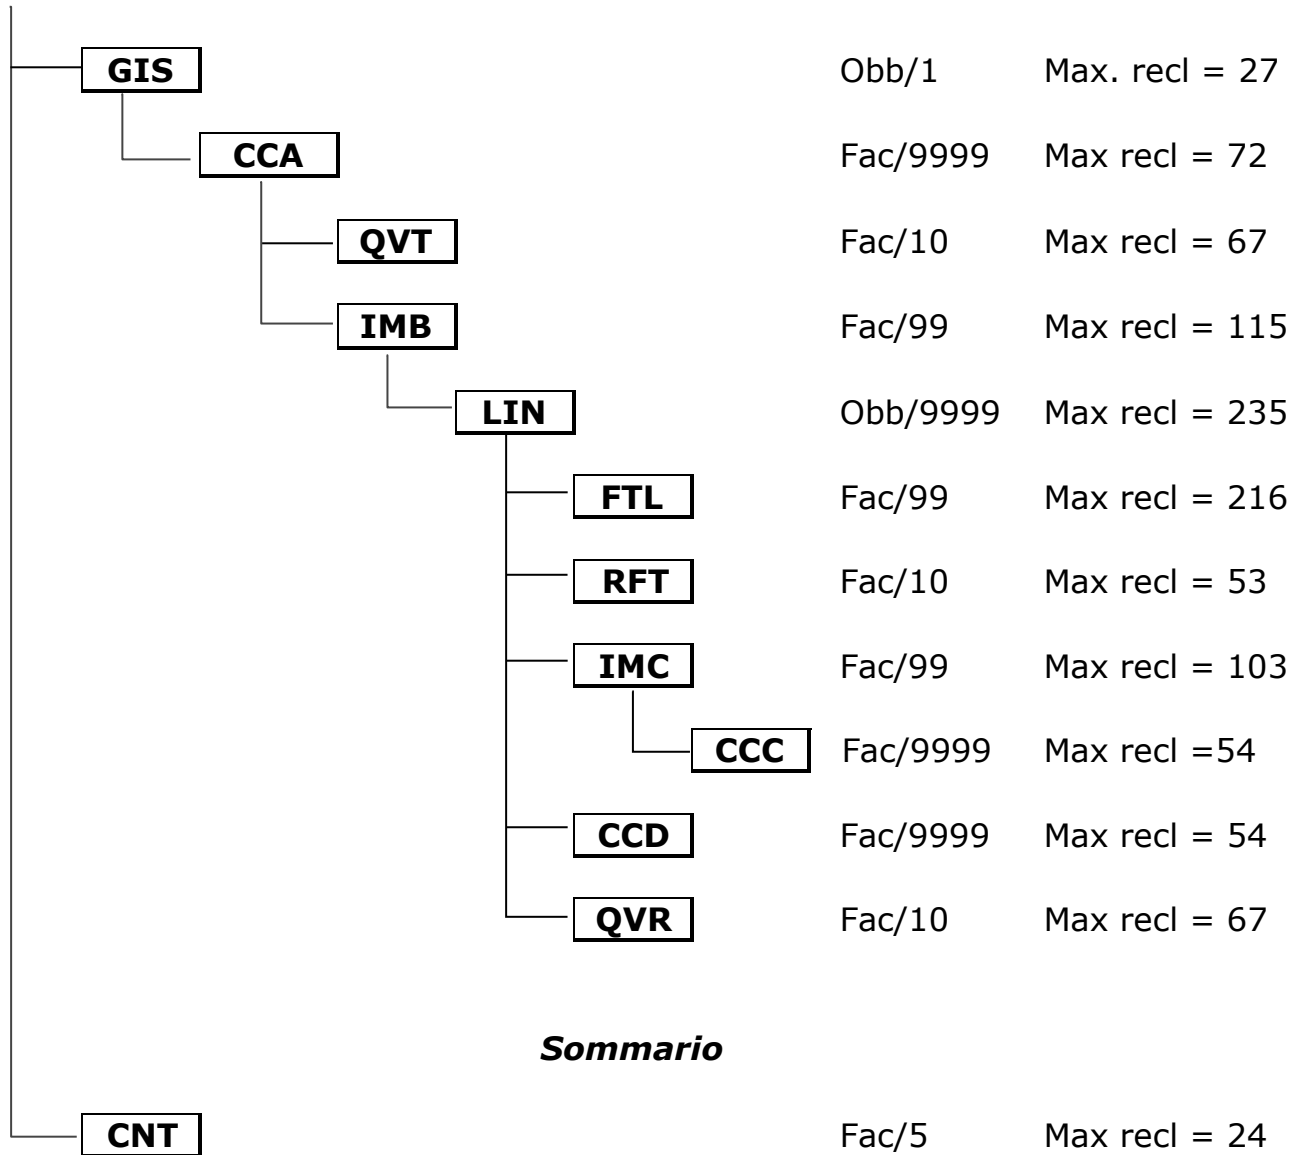 GIS Obb/1 Max. recl = 27
CCA Fac/9999 Max recl = 72
QVT Fac/10 Max recl = 67
IMB Fac/99 Max recl = 115
LIN Obb/9999 Max recl = 235
FTL Fac/99 Max recl = 216
RFT Fac/10 Max recl = 53
IMC Fac/99 Max recl = 103
CCC Fac/9999 Max recl =54
CCD Fac/9999 Max recl = 54
QVR Fac/10 Max recl = 67
Sommario
CNT Fac/5 Max recl = 24